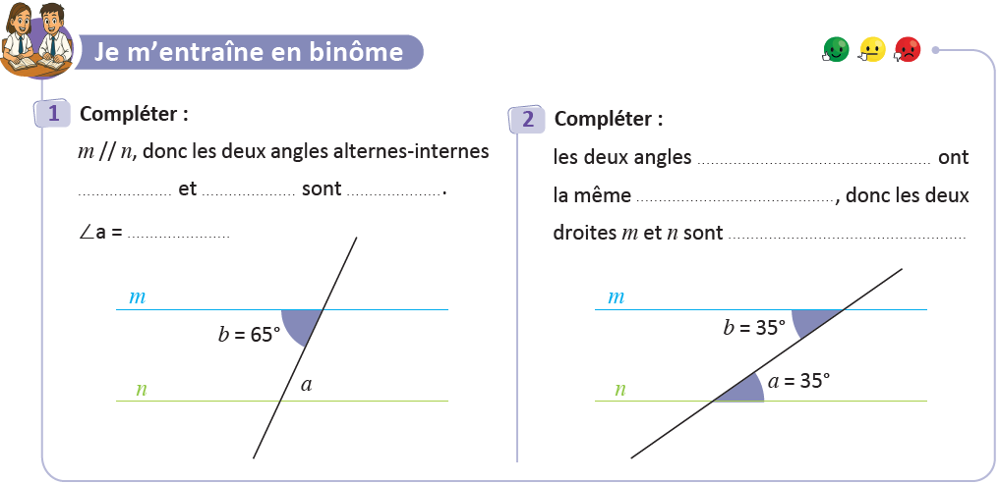 Je m’entraîne en binôme
1 Compléter :
m // n, donc les deux angles alternes-internes
..................... et ..................... sont ......................
∠a = .......................
m
b = 65°
a
n
2 Compléter :
les deux angles .................................................... ont
la même ............................................, donc les deux
droites m et n sont .....................................................
m
b = 35°
a = 35°
n